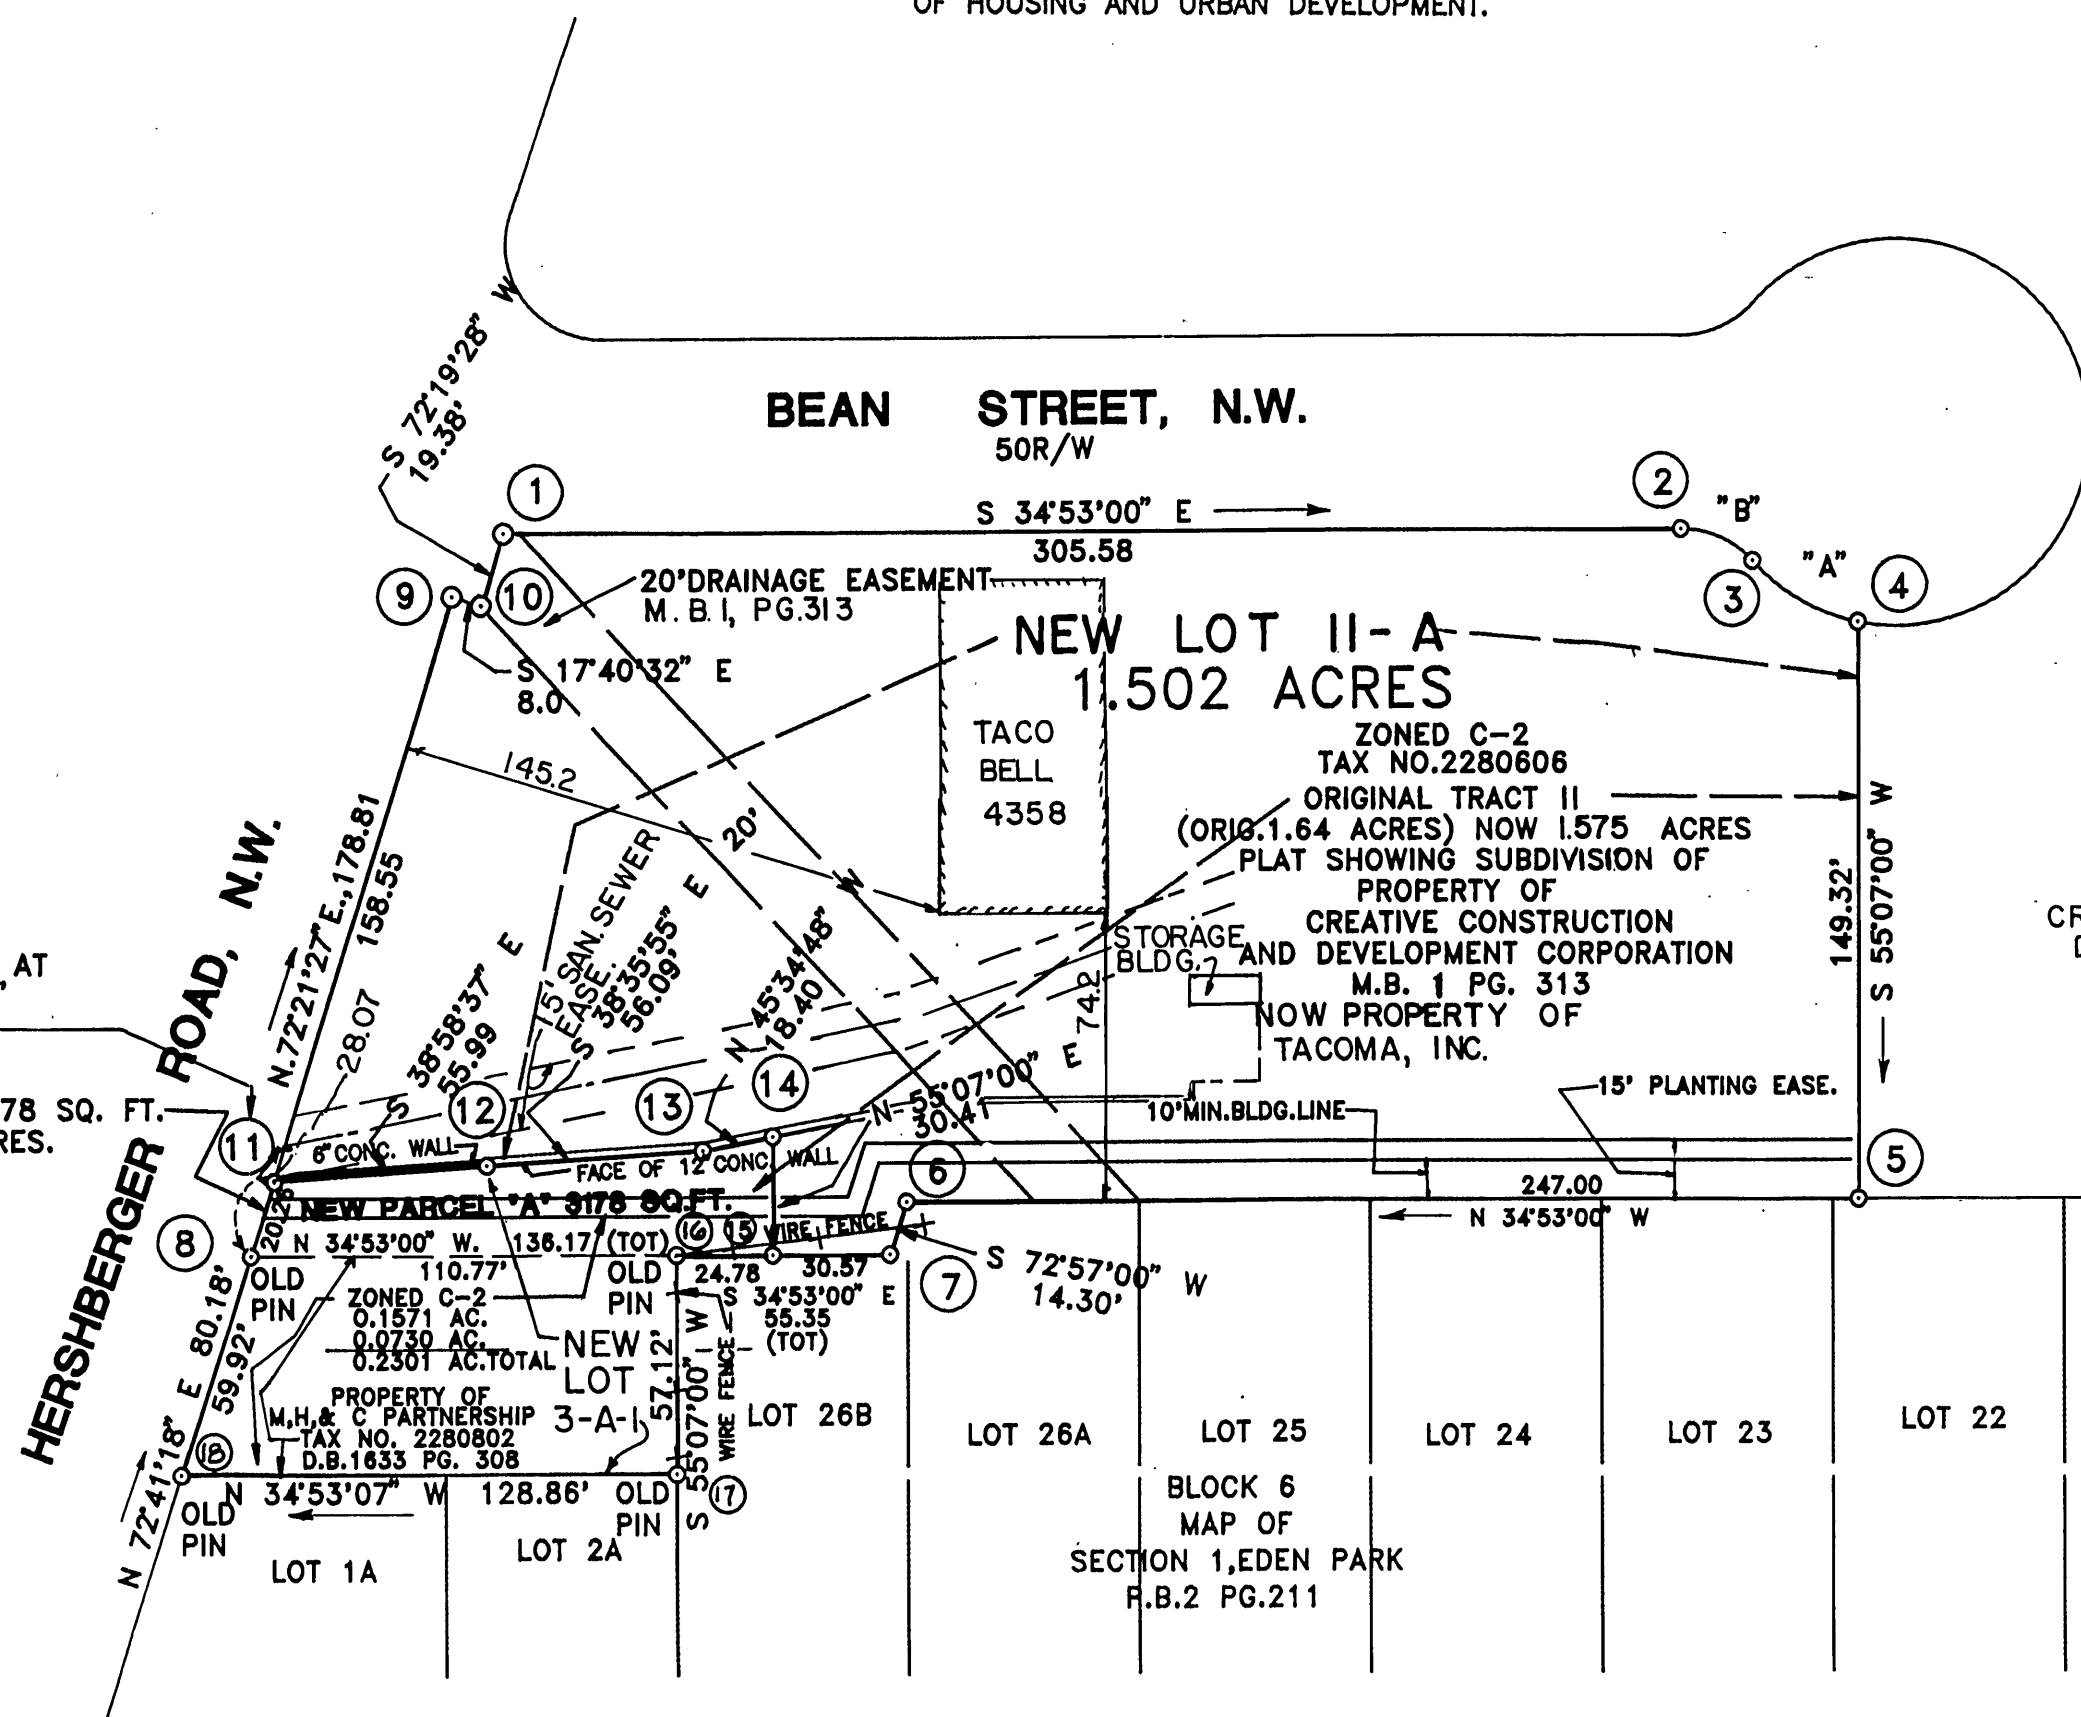 OF HOUSING AND URBAN DEVELOPMENT.
BEAN STREET, N.W.
50R/W
S 72°19'28" W
19.38'
1
S 34°53'00" E
305.58
2
"B"
3
"A"
4
9
10
20'DRAINAGE EASEMENT
M.B.1, PG.313
S 17°40'32" E
8.0
NEW LOT II-A
1.502 ACRES
ZONED C-2
TAX NO.2280606
ORIGINAL TRACT II
(ORIG.1.64 ACRES) NOW 1.575 ACRES
PLAT SHOWING SUBDIVISION OF
PROPERTY OF
CREATIVE CONSTRUCTION
AND DEVELOPMENT CORPORATION
M.B. 1 PG. 313
NOW PROPERTY OF
TACOMA, INC.
TACO
BELL
4358
145.2
20'
W
149.32'
S 55°07'00" W
STORAGE
BLDG.
74.2
HERSHBERGER ROAD, N.W.
N.72°21'27"E.,178.81
158.55
28.07
S 38°58'37" E
55.99
15' SAN.SEWER
EASE.
S 38°35'55" E
56.09'
N 45°34'48"
18.40
N 55°07'00" E
30.41
, AT
78 SQ. FT.
RES.
CR
11
12
13
14
6" CONC. WALL
FACE OF 12" CONC. WALL
10'MIN.BLDG.LINE
15' PLANTING EASE.
5
6
247.00
N 34°53'00" W
NEW PARCEL "A" 3178 SQ.FT.
20.26
8
N 34°53'00" W. 136.17 (TOT)
110.77'
16
15
WIRE FENCE
24.78
30.57
S 34°53'00" E
55.35
(TOT)
7
S 72°57'00" W
14.30'
OLD
PIN
OLD
PIN
ZONED C-2
0.1571 AC.
0.0730 AC.
0.2301 AC.TOTAL
NEW
LOT
3-A-1
PROPERTY OF
M,H,& C PARTNERSHIP
TAX NO. 2280802
D.B.1633 PG. 308
57.12'
S 55°07'00" W
WIRE FENCE
N 72°41'18" E 80.18'
59.92'
18
N 34°53'07" W 128.86'
OLD
PIN
OLD
PIN
17
LOT 1A
LOT 2A
LOT 26B
LOT 26A
LOT 25
LOT 24
LOT 23
LOT 22
BLOCK 6
MAP OF
SECTION 1,EDEN PARK
P.B.2 PG.211